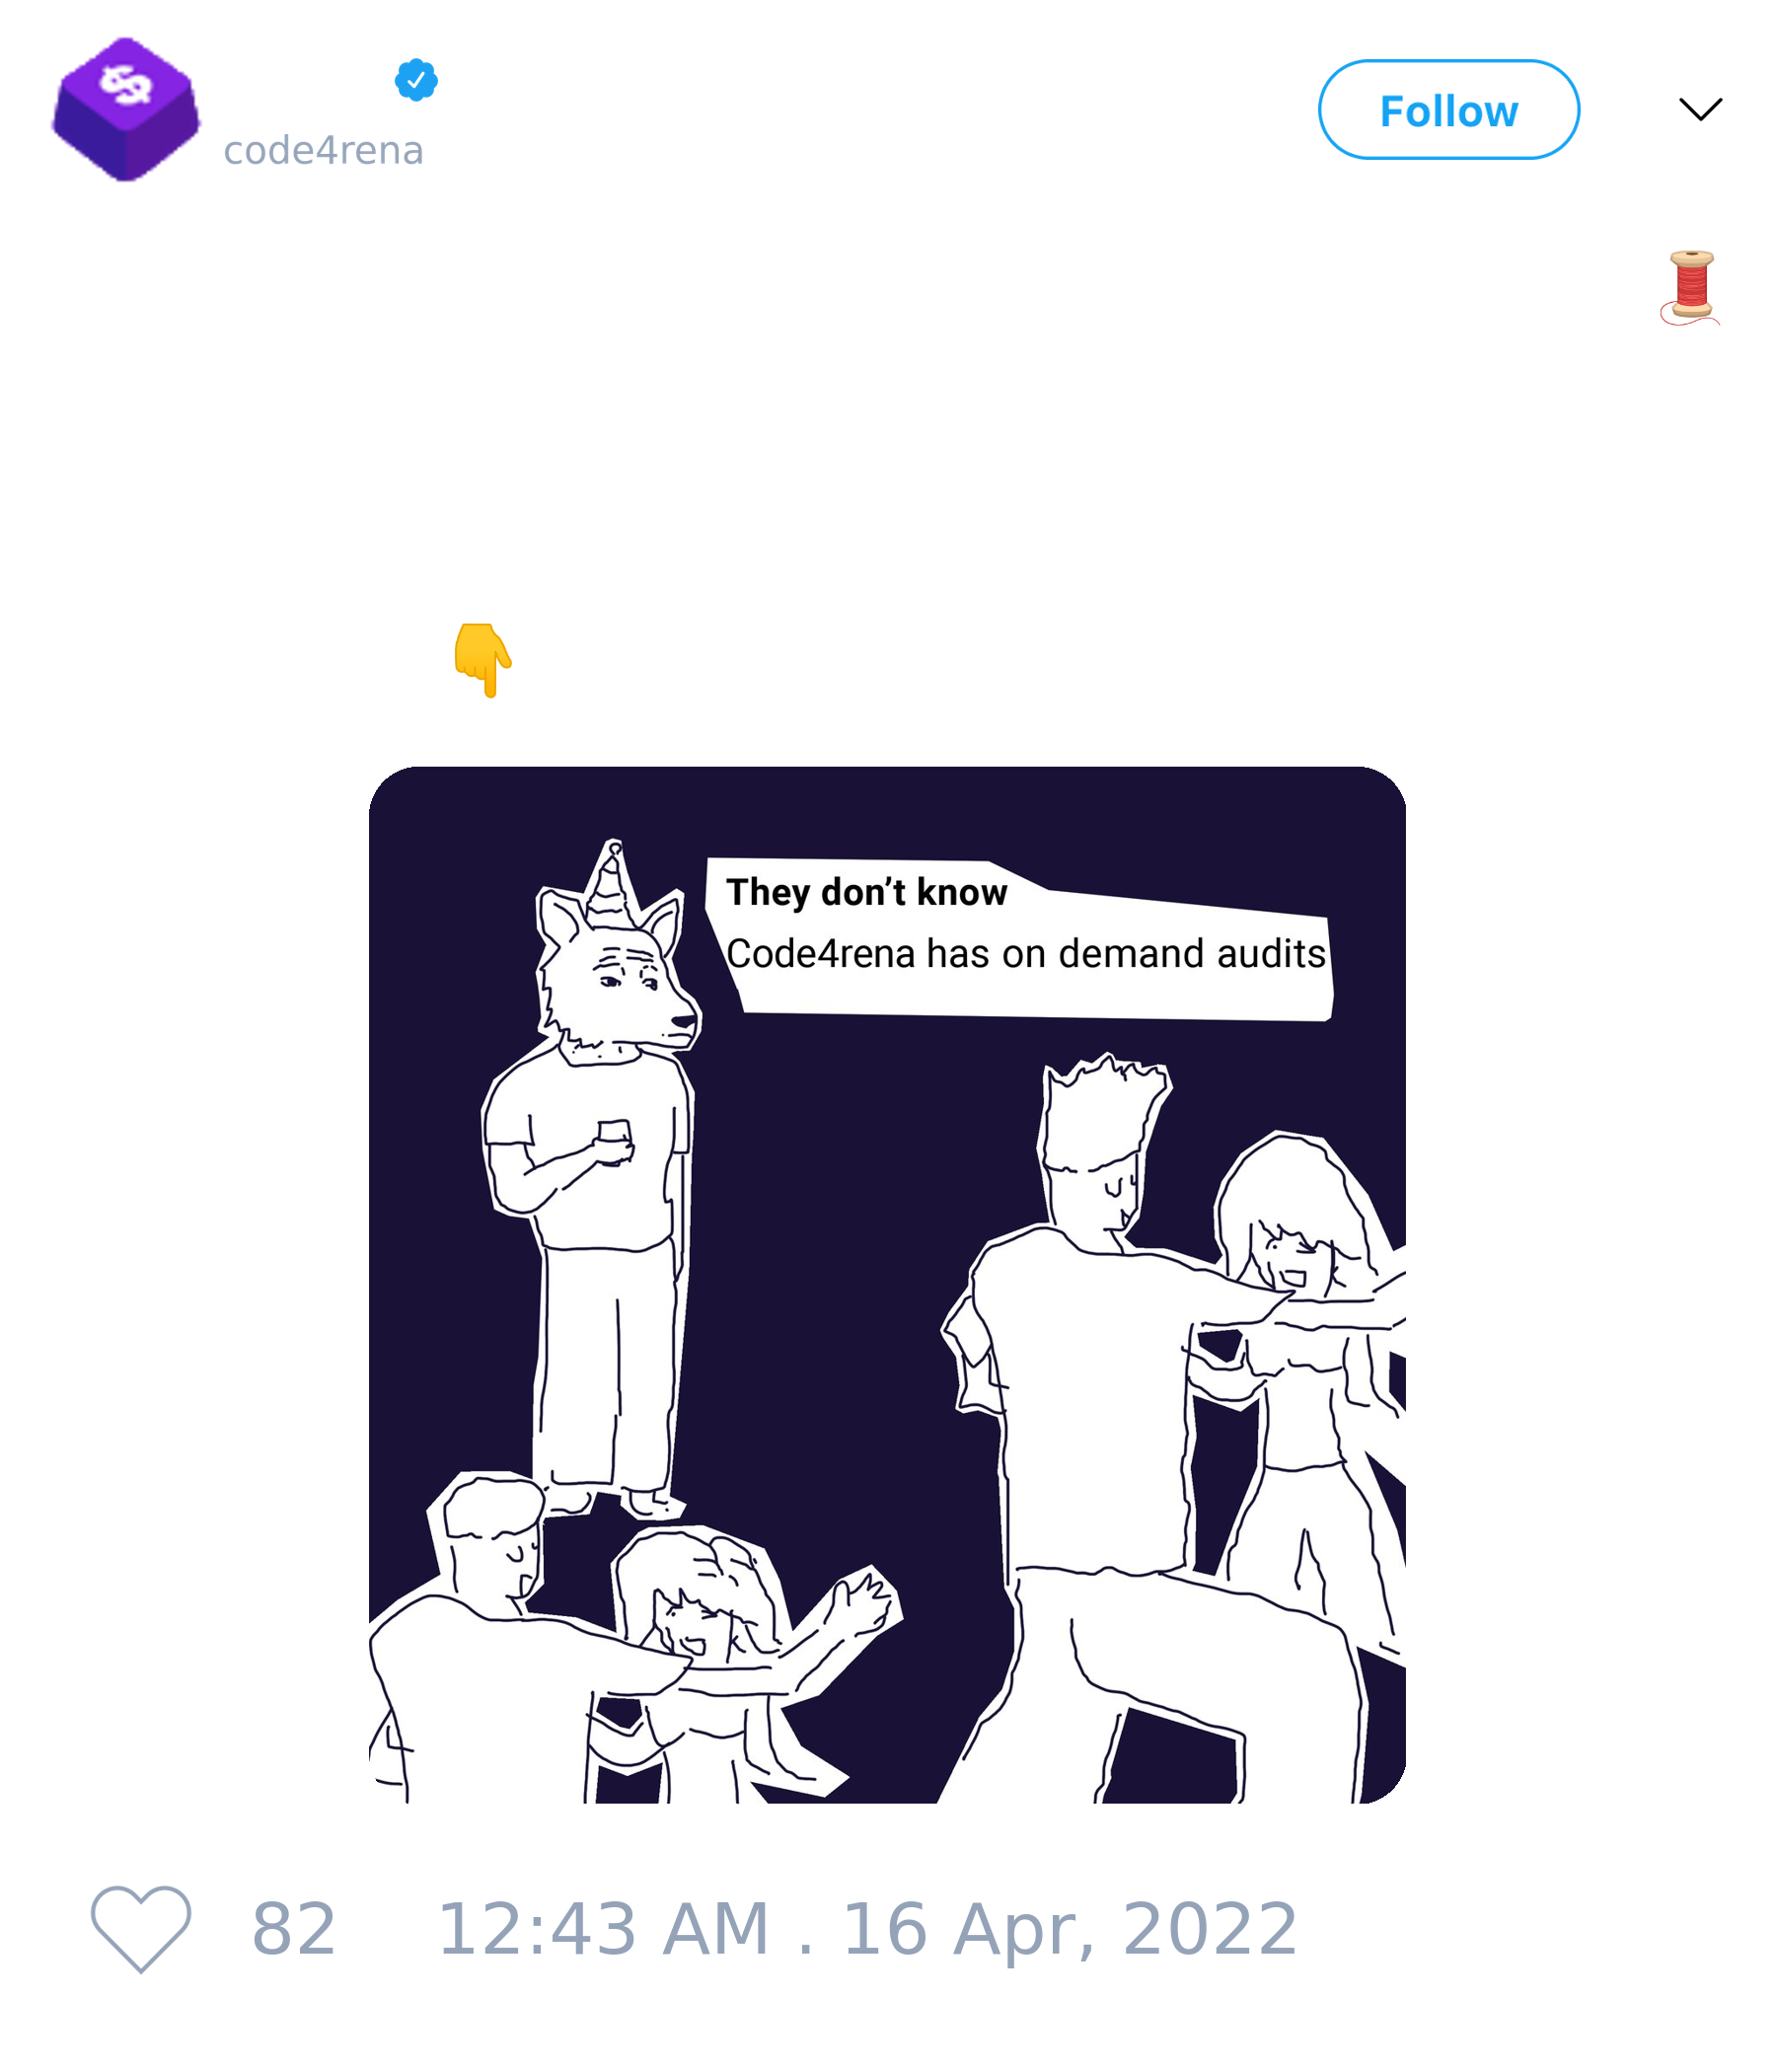 code4rena
Follow
🧵
👇
They don’t know
Code4rena has on demand audits
82 12:43 AM . 16 Apr, 2022